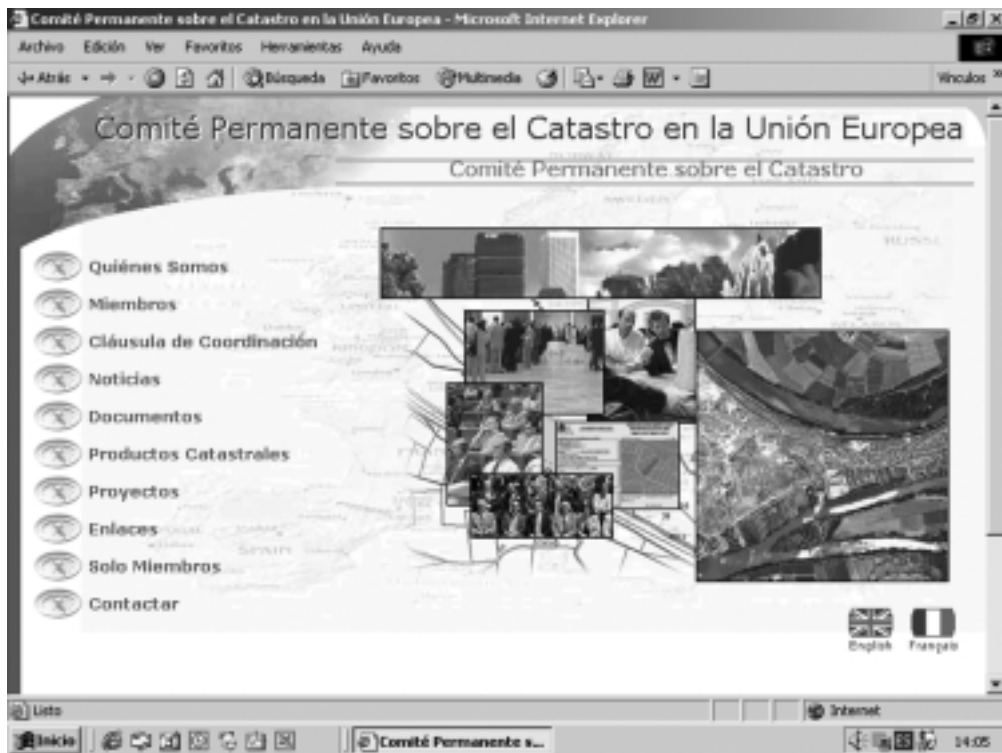 Comité Permanente sobre el Catastro en la Unión Europea - Microsoft Internet Explorer
Archivo Edición Ver Favoritos Herramientas Ayuda
Atrás Búsqueda Favoritos Multimedia W Vínculos »
Comité Permanente sobre el Catastro en la Unión Europea
Comité Permanente sobre el Catastro
Quiénes Somos
Miembros
Cláusula de Coordinación
Noticias
Documentos
Productos Catastrales
Proyectos
Enlaces
Solo Miembros
Contactar
SPAIN
English Français
Listo Internet
Inicio Comité Permanente s... 14:05